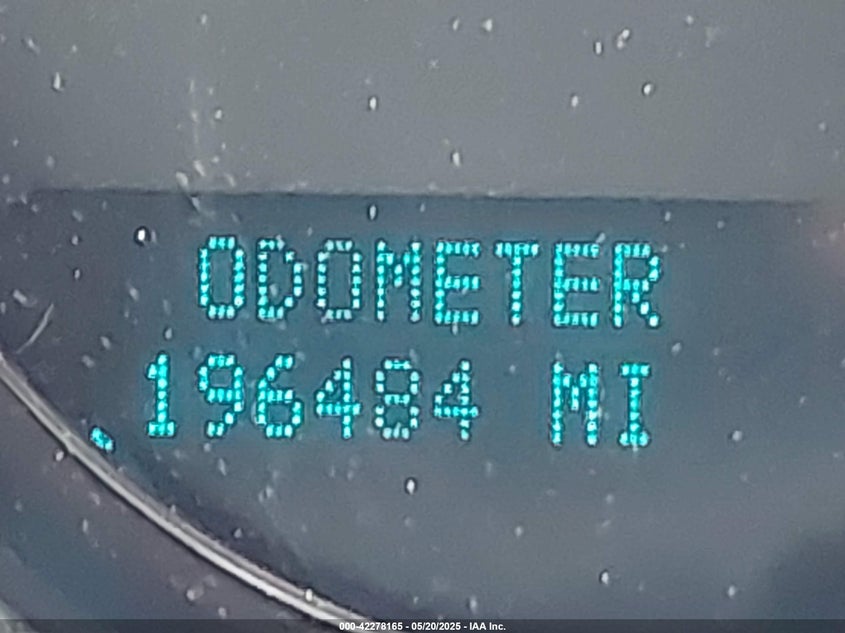 ODOMETER
196484 MI
000-42278165 - 05/20/2025 - IAA Inc.